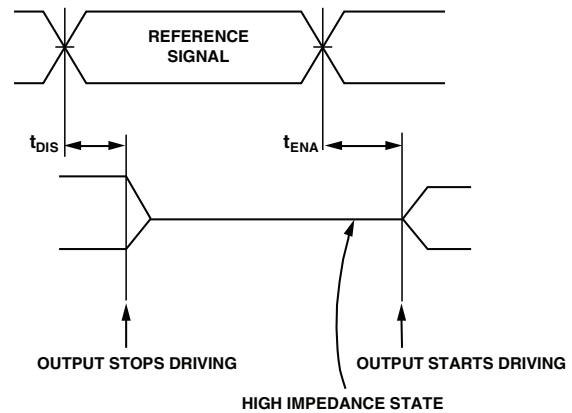 REFERENCE
SIGNAL
tDIS
tENA
OUTPUT STOPS DRIVING
OUTPUT STARTS DRIVING
HIGH IMPEDANCE STATE